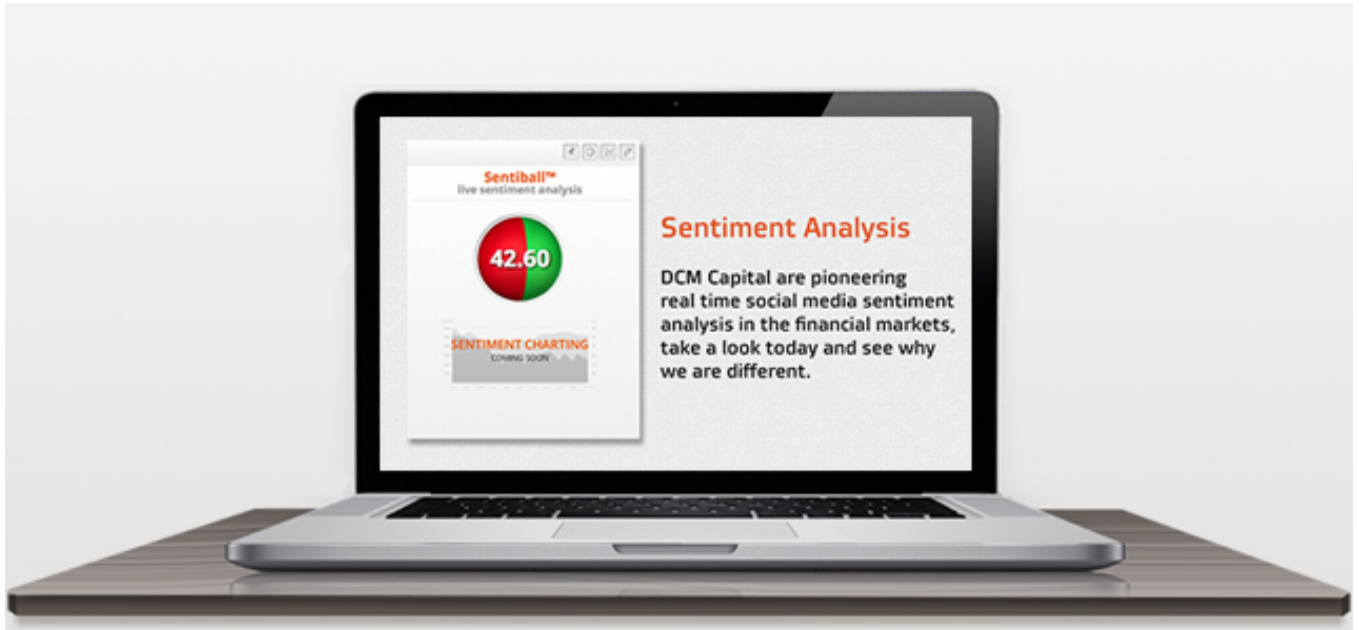 Sentiball™
live sentiment analysis
42.60
SENTIMENT CHARTING
COMING SOON
Sentiment Analysis
DCM Capital are pioneering
real time social media sentiment
analysis in the financial markets,
take a look today and see why
we are different.